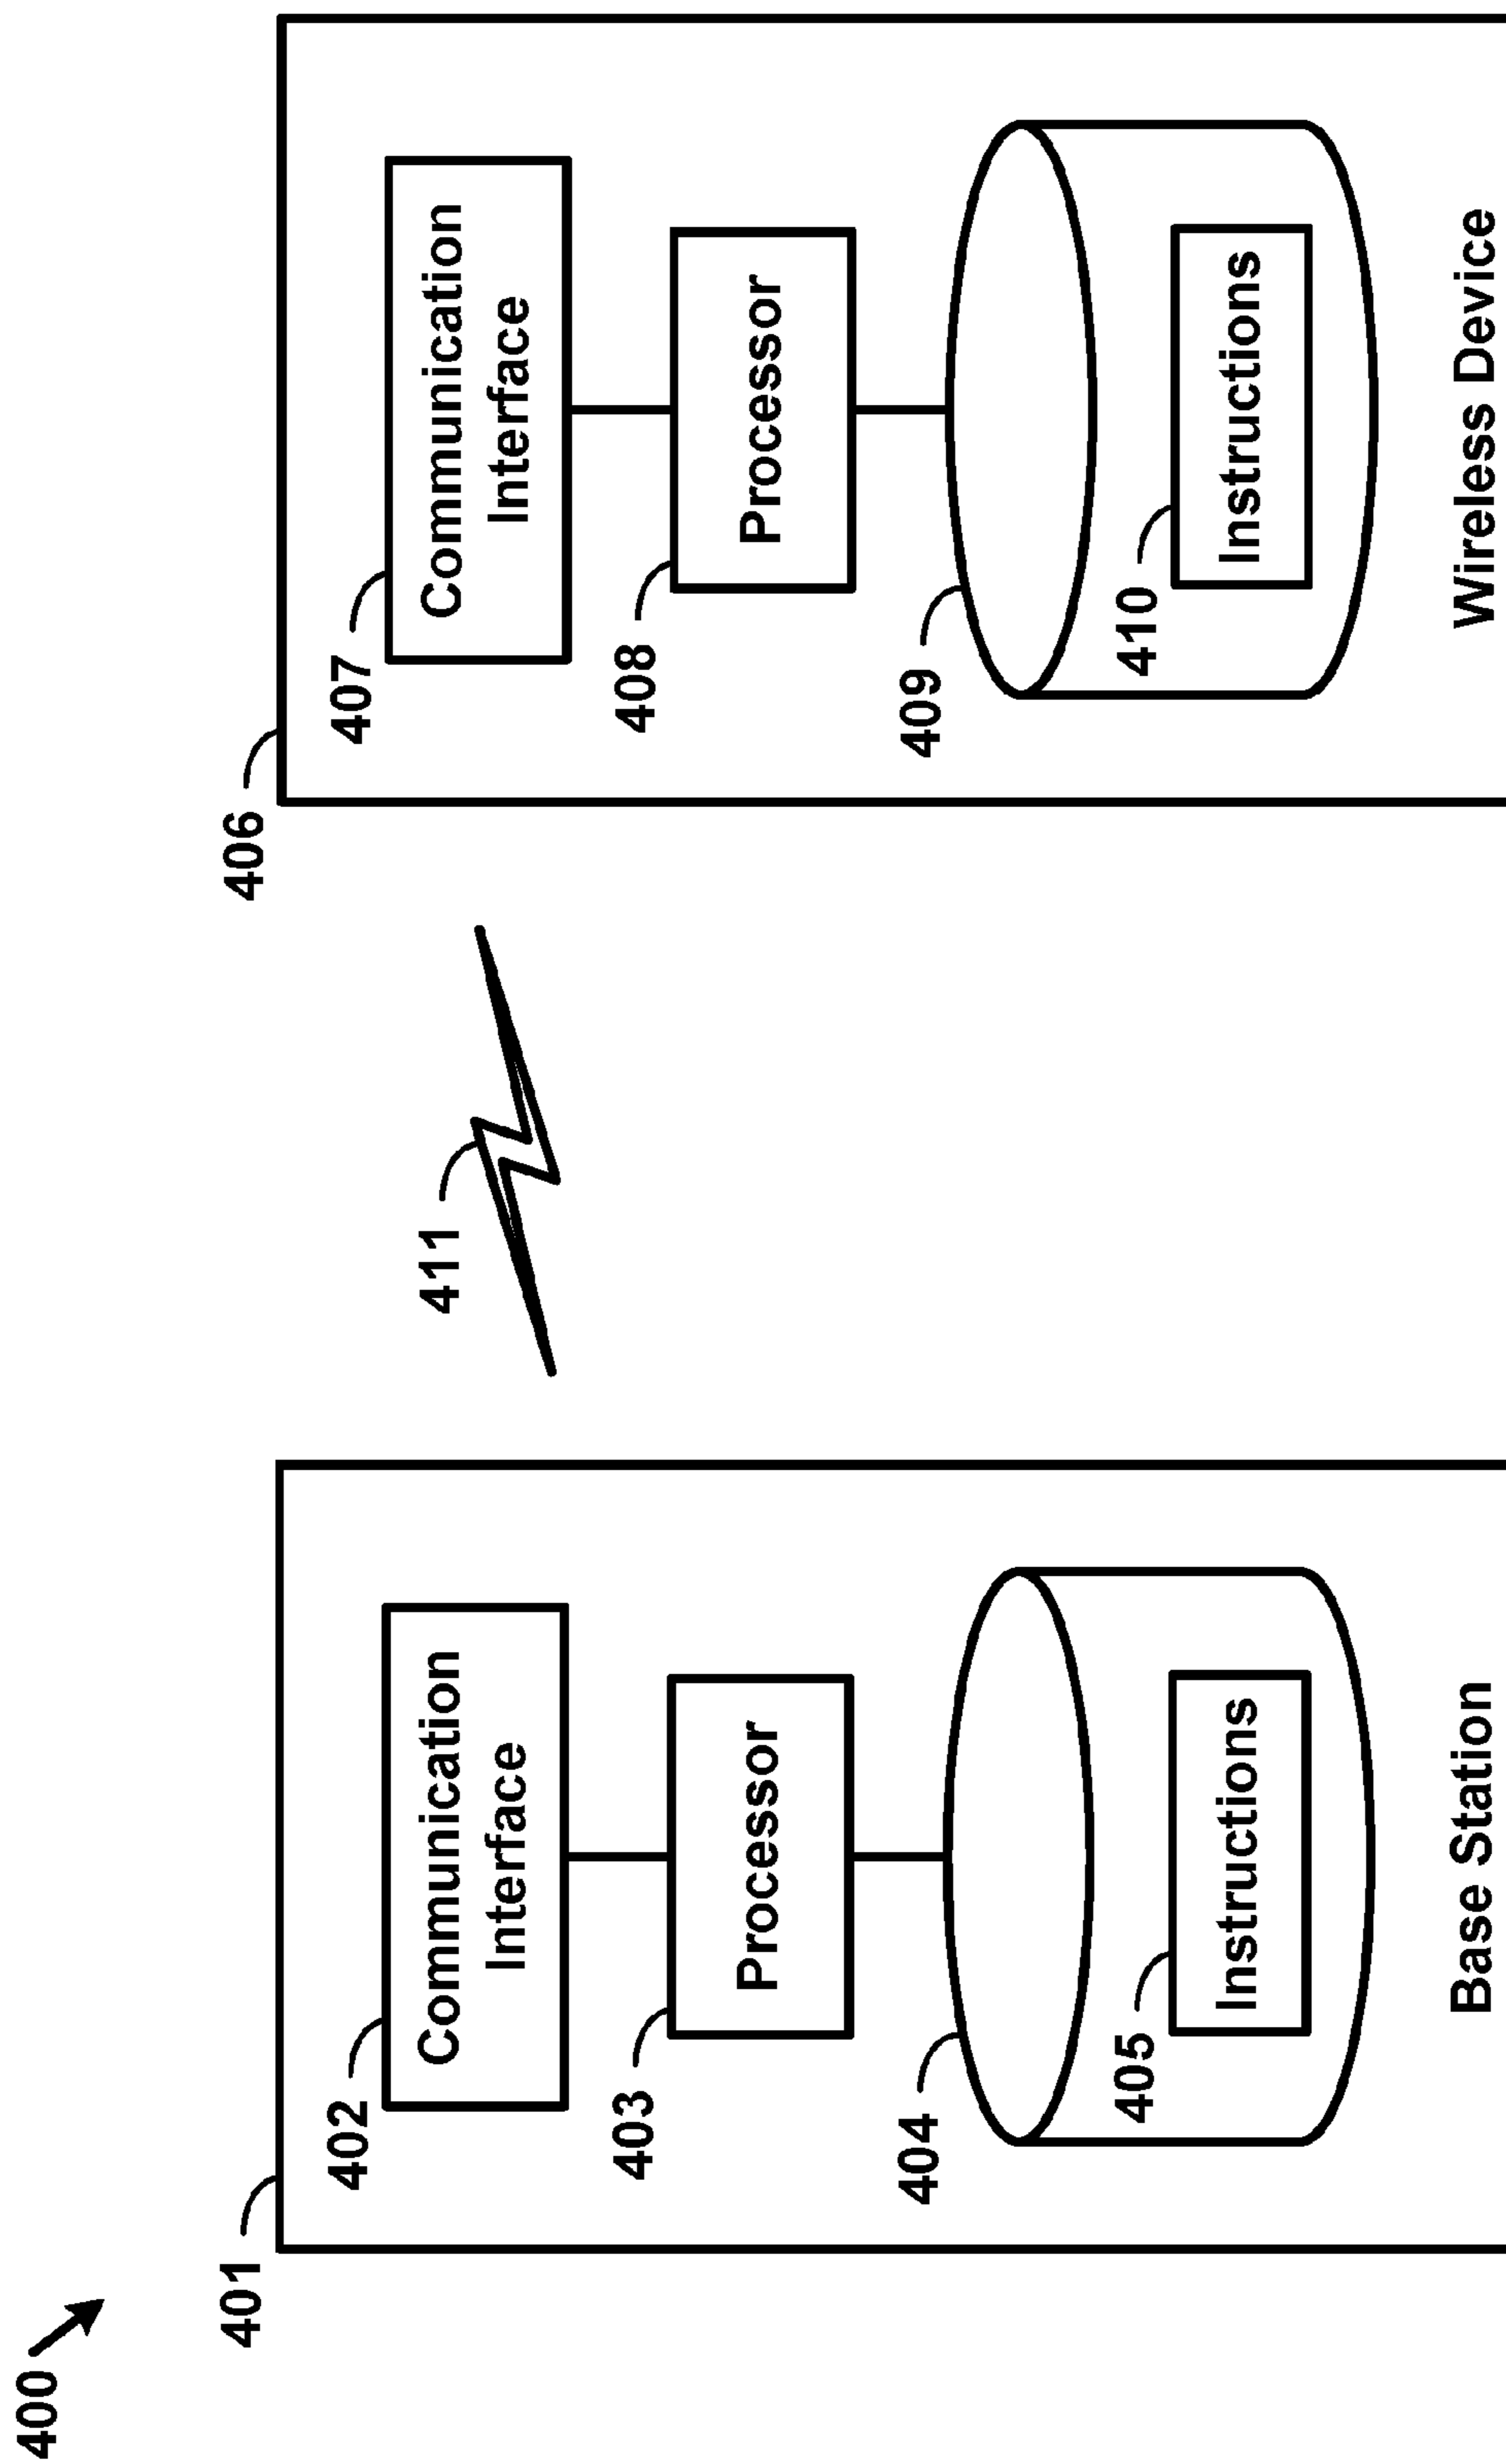 400
401
402
Communication
Interface
403
Processor
404
405
Instructions
Base Station
411
406
407
Communication
Interface
408
Processor
409
410
Instructions
Wireless Device